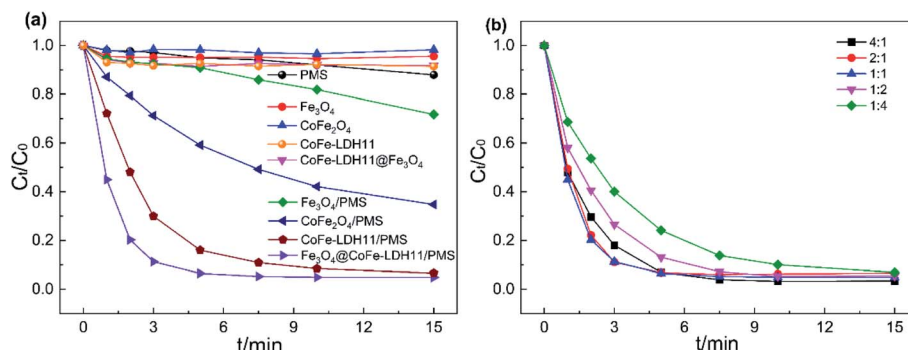 (a)
1.0
0.8
0.6
0.4
0.2
0.0
Ct/C0
PMS
Fe₃O₄
CoFe₂O₄
CoFe-LDH11
CoFe-LDH11@Fe₃O₄
Fe₃O₄/PMS
CoFe₂O₄/PMS
CoFe-LDH11/PMS
Fe₃O₄@CoFe-LDH11/PMS
0 3 6 9 12 15
t/min
(b)
1.0
0.8
0.6
0.4
0.2
0.0
Ct/C0
4:1
2:1
1:1
1:2
1:4
0 3 6 9 12 15
t/min